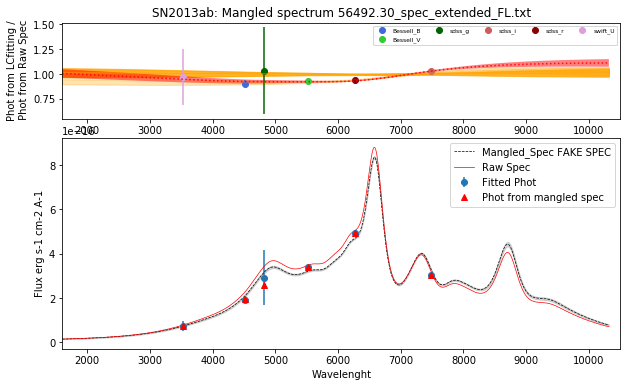 SN2013ab: Mangled spectrum 56492.30_spec_extended_FL.txt
Phot from LCfitting /
Phot from Raw Spec
1.50
1.25
1.00
0.75
Bessell_B
Bessell_V
sdss_g
sdss_i
sdss_r
swift_U
2000 3000 4000 5000 6000 7000 8000 9000 10000
1e-16
Flux erg s-1 cm-2 A-1
8
6
4
2
0
Mangled_Spec FAKE SPEC
Raw Spec
Fitted Phot
Phot from mangled spec
2000 3000 4000 5000 6000 7000 8000 9000 10000
Wavelenght